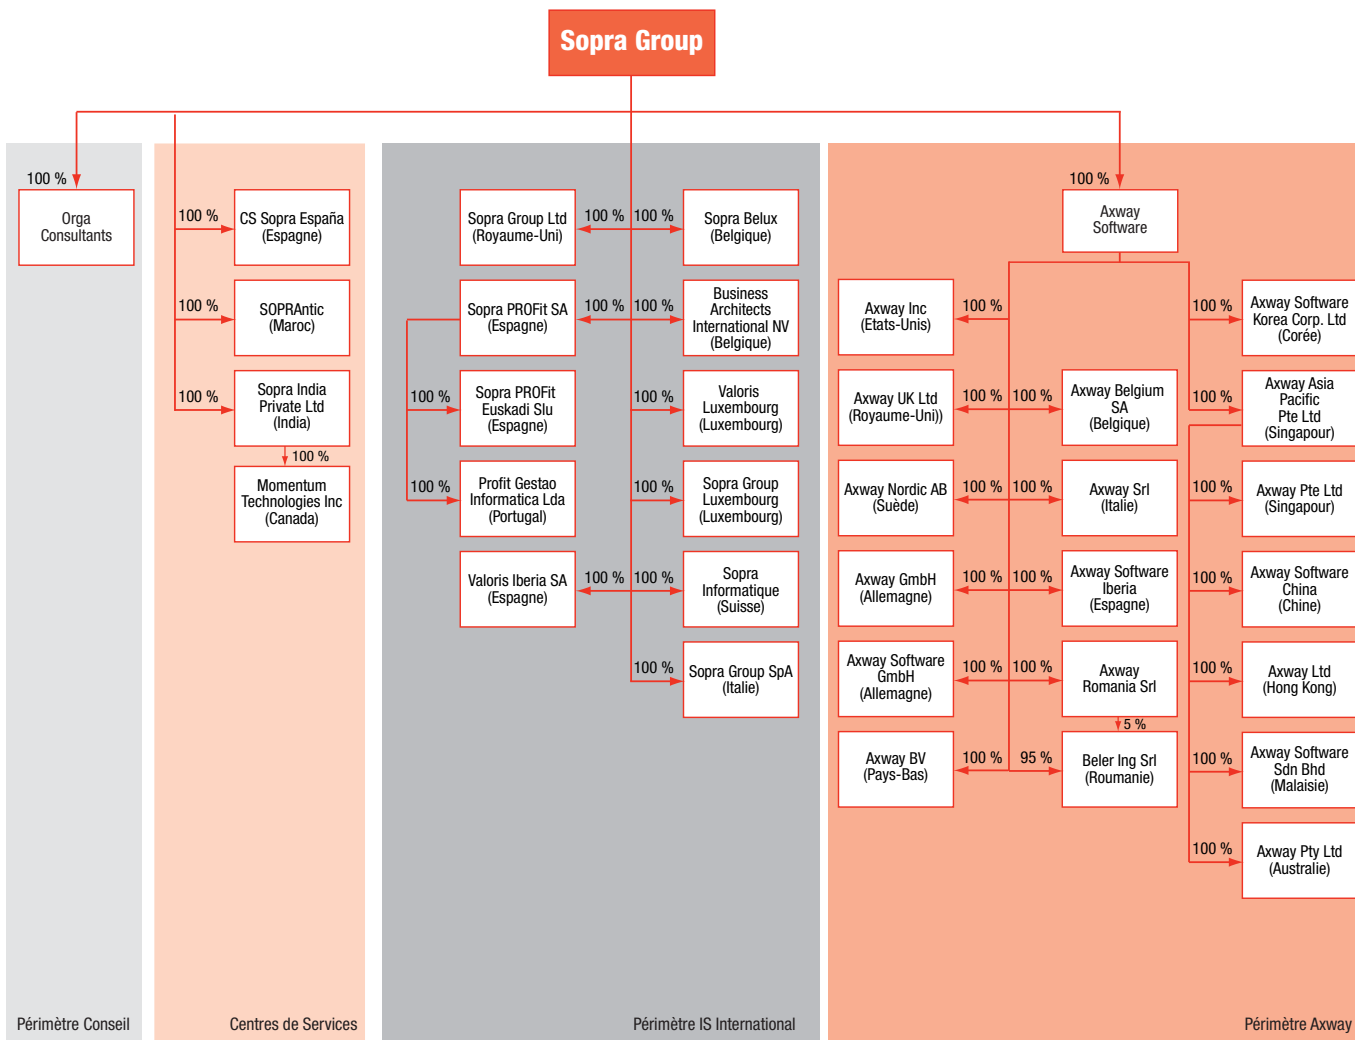 Sopra Group
100 %
Orga
Consultants
Périmètre Conseil
100 %
CS Sopra España
(Espagne)
100 %
SOPRAntic
(Maroc)
100 %
Sopra India
Private Ltd
(India)
100 %
Momentum
Technologies Inc
(Canada)
Centres de Services
Sopra Group Ltd
(Royaume-Uni)
100 %
100 %
Sopra Belux
(Belgique)
Sopra PROFit SA
(Espagne)
100 %
100 %
Business
Architects
International NV
(Belgique)
100 %
Sopra PROFit
Euskadi Slu
(Espagne)
100 %
Valoris
Luxembourg
(Luxembourg)
100 %
Profit Gestao
Informatica Lda
(Portugal)
100 %
Sopra Group
Luxembourg
(Luxembourg)
Valoris Iberia SA
(Espagne)
100 %
100 %
Sopra
Informatique
(Suisse)
100 %
Sopra Group SpA
(Italie)
Périmètre IS International
100 %
Axway
Software
Axway Inc
(Etats-Unis)
100 %
100 %
Axway Software
Korea Corp. Ltd
(Corée)
Axway UK Ltd
(Royaume-Uni))
100 %
100 %
Axway Belgium
SA
(Belgique)
100 %
Axway Asia
Pacific
Pte Ltd
(Singapour)
Axway Nordic AB
(Suède)
100 %
100 %
Axway Srl
(Italie)
100 %
Axway Pte Ltd
(Singapour)
Axway GmbH
(Allemagne)
100 %
100 %
Axway Software
Iberia
(Espagne)
100 %
Axway Software
China
(Chine)
Axway Software
GmbH
(Allemagne)
100 %
100 %
Axway
Romania Srl
100 %
Axway Ltd
(Hong Kong)
5 %
Axway BV
(Pays-Bas)
100 %
95 %
Beler Ing Srl
(Roumanie)
100 %
Axway Software
Sdn Bhd
(Malaisie)
100 %
Axway Pty Ltd
(Australie)
Périmètre Axway